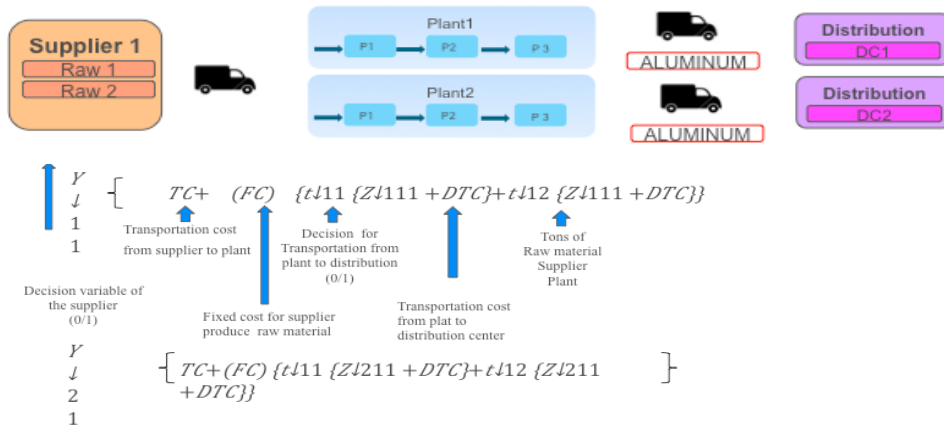 Supplier 1
Raw 1
Raw 2
Plant1
P1 P2 P 3
Plant2
P1 P2 P 3
ALUMINUM
ALUMINUM
Distribution
DC1
Distribution
DC2
Y
↓
1
1
{ TC+ (FC) {t↓11 {Z↓111 +DTC}+t↓12 {Z↓111 +DTC}}
Transportation cost
from supplier to plant
Decision for
Transportation from
plant to distribution
(0/1)
Tons of
Raw material
Supplier
Plant
Decision variable of
the supplier
(0/1)
Fixed cost for supplier
produce raw material
Transportation cost
from plat to
distribution center
Y
↓
2
1
{ TC+(FC) {t↓11 {Z↓211 +DTC}+t↓12 {Z↓211 }
+DTC}}